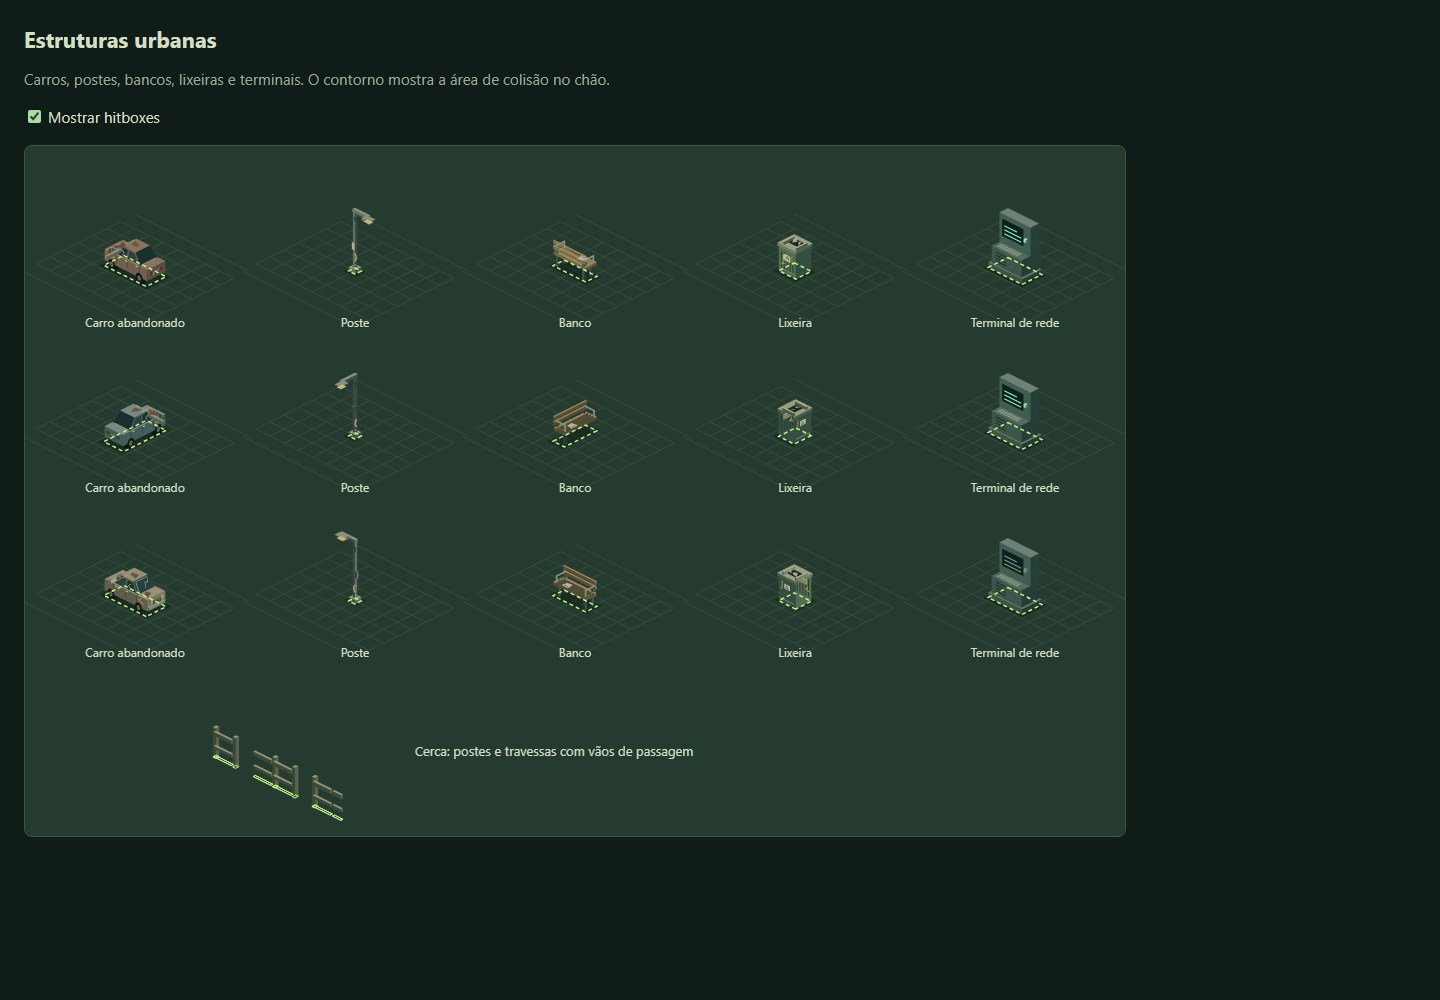 Estruturas urbanas
Carros, postes, bancos, lixeiras e terminais. O contorno mostra a área de colisão no chão.
Mostrar hitboxes
Carro abandonado
Poste
Banco
Lixeira
Terminal de rede
Carro abandonado
Poste
Banco
Lixeira
Terminal de rede
Carro abandonado
Poste
Banco
Lixeira
Terminal de rede
Cerca: postes e travessas com vãos de passagem